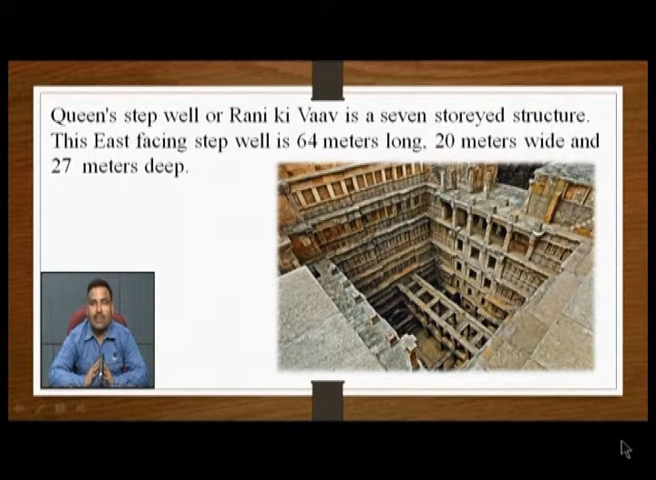 Queen's step well or Rani ki Vaav is a seven storeyed structure.
This East facing step well is 64 meters long, 20 meters wide and
27 meters deep.